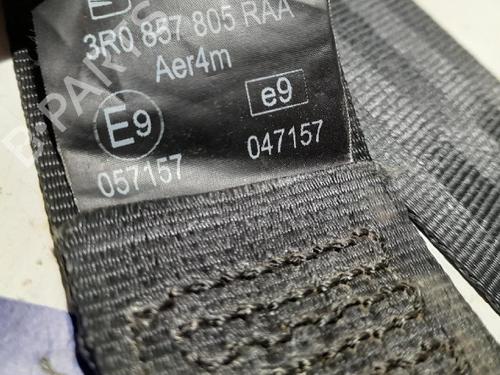 E
3R0 857 805 RAA
Aer4m
E9 e9
057157 047157
B-PARTS